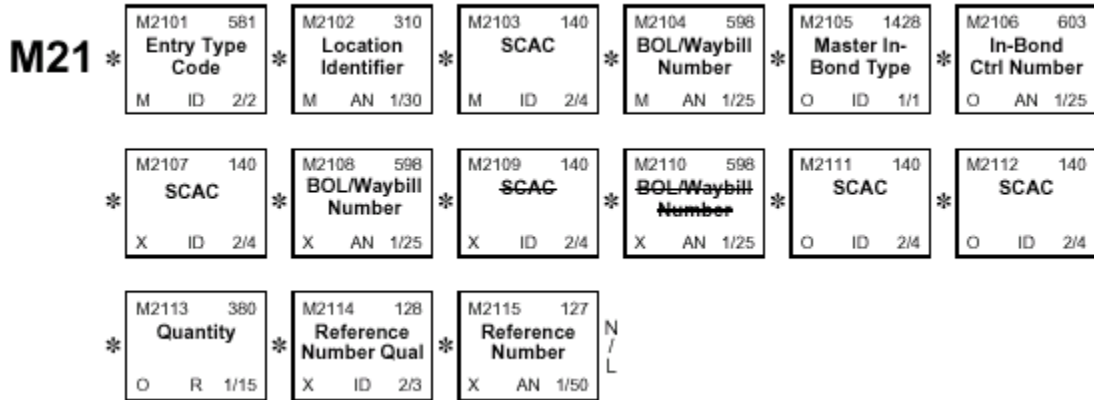 M2101 581 M2102 310 M2103 140 M2104 598 M2105 1428 M2106 603
M21 * Entry Type * Location * SCAC * BOL/Waybill * Master In- * In-Bond
Code Identifier Number Bond Type Ctrl Number
M ID 2/2 M AN 1/30 M ID 2/4 M AN 1/25 O ID 1/1 O AN 1/25
M2107 140 M2108 598 M2109 140 M2110 598 M2111 140 M2112 140
* SCAC * BOL/Waybill * SCAC * BOL/Waybill * SCAC * SCAC
Number Number
X ID 2/4 X AN 1/25 X ID 2/4 X AN 1/25 O ID 2/4 O ID 2/4
M2113 380 M2114 128 M2115 127
* Quantity * Reference * Reference N
Number Qual Number /
L
O R 1/15 X ID 2/3 X AN 1/50